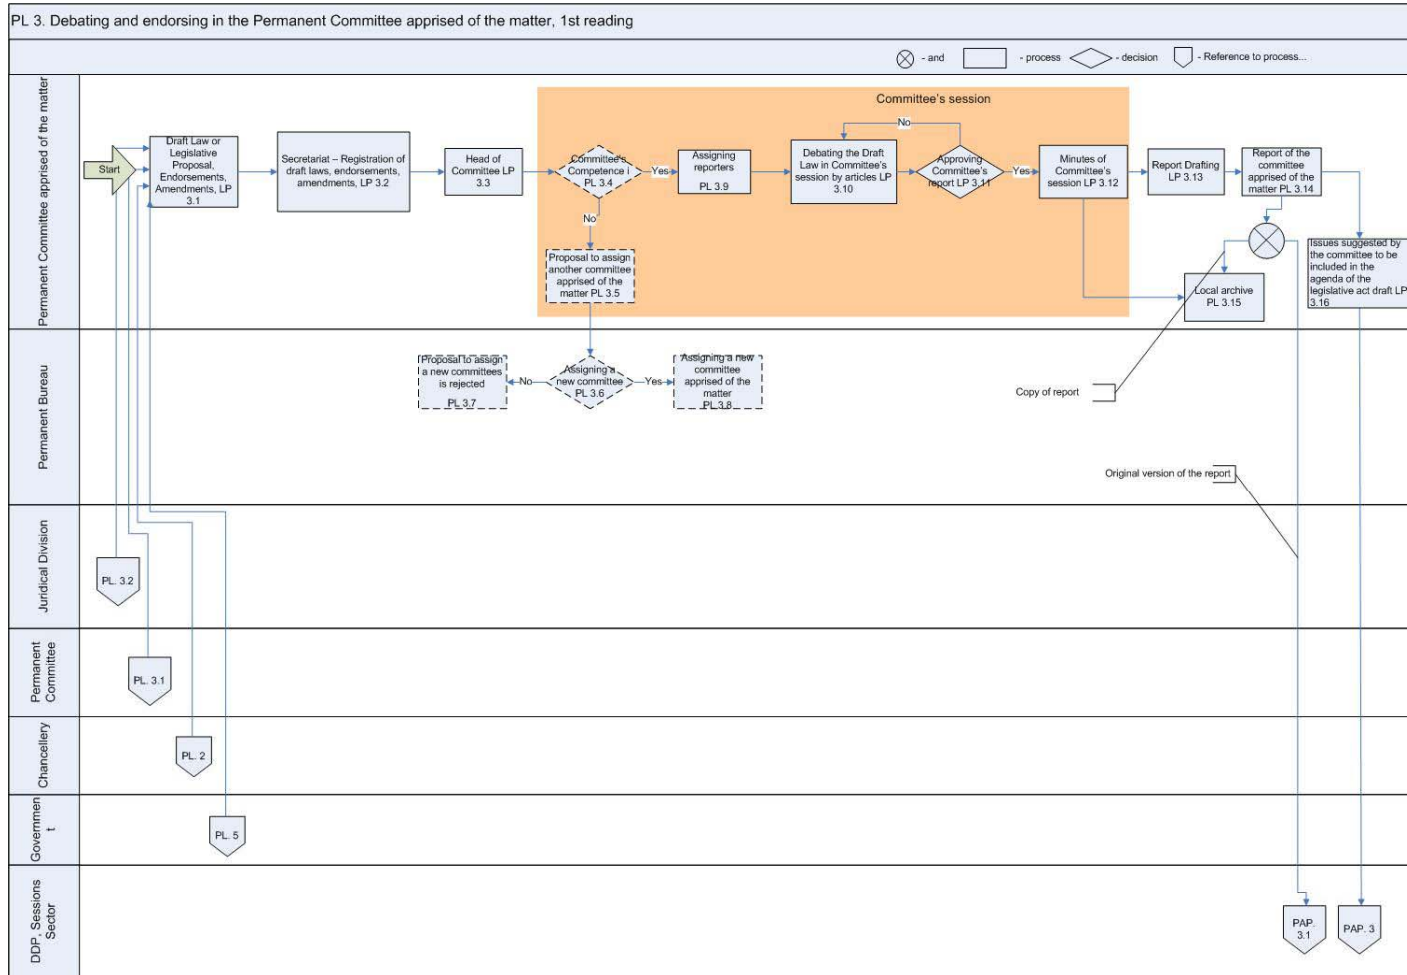 PL 3. Debating and endorsing in the Permanent Committee apprised of the matter, 1st reading
- and
- process
- decision
- Reference to process...
Permanent Committee apprised of the matter
Committee's session
Start
Draft Law or
Legislative
Proposal,
Endorsements,
Amendments, LP
3.1
Secretariat – Registration of
draft laws, endorsements,
amendments, LP 3.2
Head of
Committee LP
3.3
Committee's
Competence i
PL 3.4
Yes
No
Assigning
reporters
PL 3.9
Debating the Draft
Law in Committee's
session by articles LP
3.10
No
Approving
Committee's
report LP 3.11
Yes
Minutes of
Committee's
session LP 3.12
Report Drafting
LP 3.13
Report of the
committee
apprised of the
matter PL 3.14
Proposal to assign
another committee
apprised of the
matter PL 3.5
Local archive
PL 3.15
Issues suggested by
the committee to be
included in the
agenda of the
legislative act draft LP
3.16
Permanent Bureau
Proposal to assign
a new committees
is rejected
PL 3.7
No
Assigning a
new committee
PL 3.6
Yes
Assigning a new
committee
apprised of the
matter
PL 3.8
Copy of report
Original version of the report
Juridical Division
PL. 3.2
Permanent
Committee
PL. 3.1
Chancellery
PL. 2
Governmen
t
PL. 5
DDP, Sessions
Sector
PAP.
3.1
PAP. 3